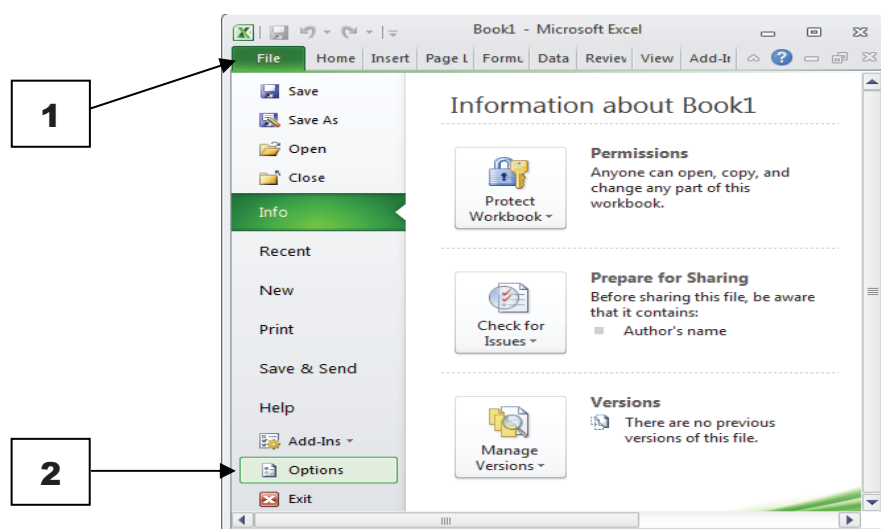 Book1 - Microsoft Excel
File Home Insert Page L Formu Data Review View Add-Ir
1
Save
Save As
Open
Close
Info
Recent
New
Print
Save & Send
Help
Add-Ins
2
Options
Exit
Information about Book1
Protect
Workbook
Permissions
Anyone can open, copy, and
change any part of this
workbook.
Check for
Issues
Prepare for Sharing
Before sharing this file, be aware
that it contains:
Author's name
Manage
Versions
Versions
There are no previous
versions of this file.